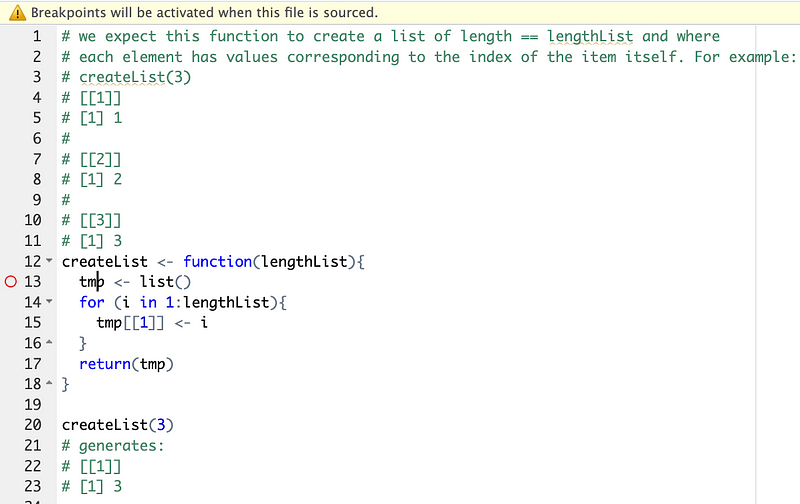 Breakpoints will be activated when this file is sourced.
1 # we expect this function to create a list of length == lengthList and where
2 # each element has values corresponding to the index of the item itself. For example:
3 # createList(3)
4 # [[1]]
5 # [1] 1
6 #
7 # [[2]]
8 # [1] 2
9 #
10 # [[3]]
11 # [1] 3
12 createList <- function(lengthList){
13   tmp <- list()
14   for (i in 1:lengthList){
15     tmp[[1]] <- i
16   }
17   return(tmp)
18 }
19
20 createList(3)
21 # generates:
22 # [[1]]
23 # [1] 3